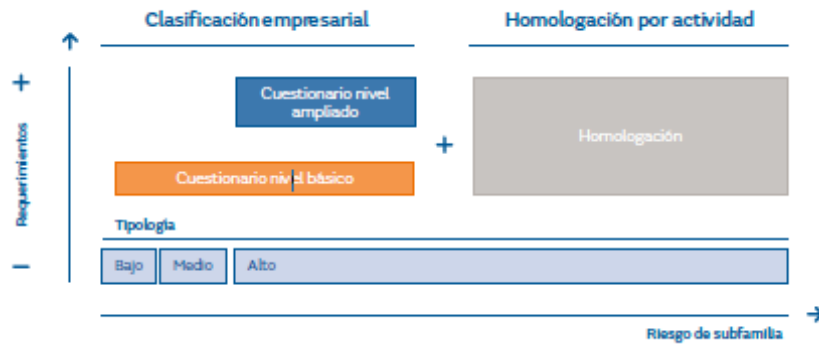 Clasificación empresarial
Homologación por actividad
+
Requerimientos
−
Cuestionario nivel
ampliado
+
Homologación
Cuestionario nivel básico
Tipología
Bajo
Medio
Alto
Riesgo de subfamilia